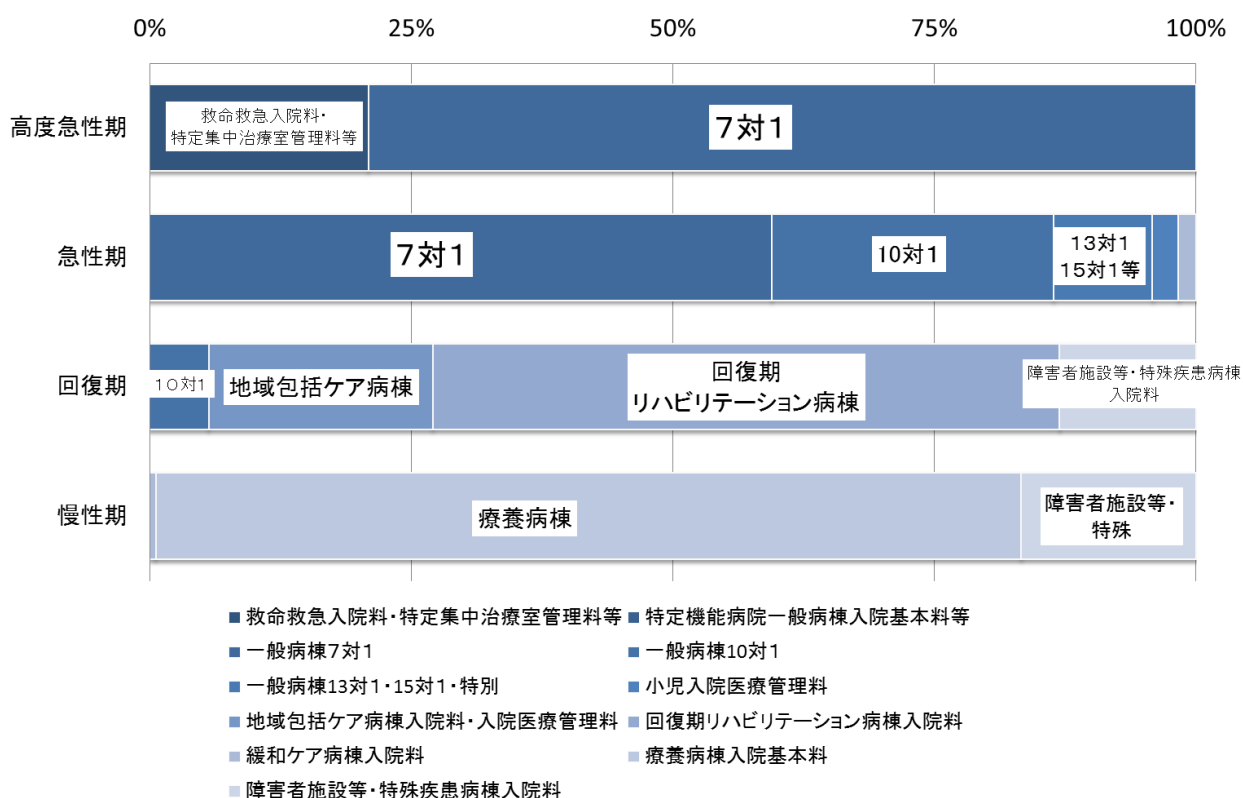 0% 25% 50% 75% 100%
高度急性期
救命救急入院料・
特定集中治療室管理料等
7対1
急性期
7対1
10対1
13対1
15対1等
回復期
10対1
地域包括ケア病棟
回復期
リハビリテーション病棟
障害者施設等・特殊疾患病棟
入院料
慢性期
療養病棟
障害者施設等・
特殊
■ 救命救急入院料・特定集中治療室管理料等 ■ 特定機能病院一般病棟入院基本料等
■ 一般病棟7対1 ■ 一般病棟10対1
■ 一般病棟13対1・15対1・特別 ■ 小児入院医療管理料
■ 地域包括ケア病棟入院料・入院医療管理料 ■ 回復期リハビリテーション病棟入院料
■ 緩和ケア病棟入院料 ■ 療養病棟入院基本料
■ 障害者施設等・特殊疾患病棟入院料